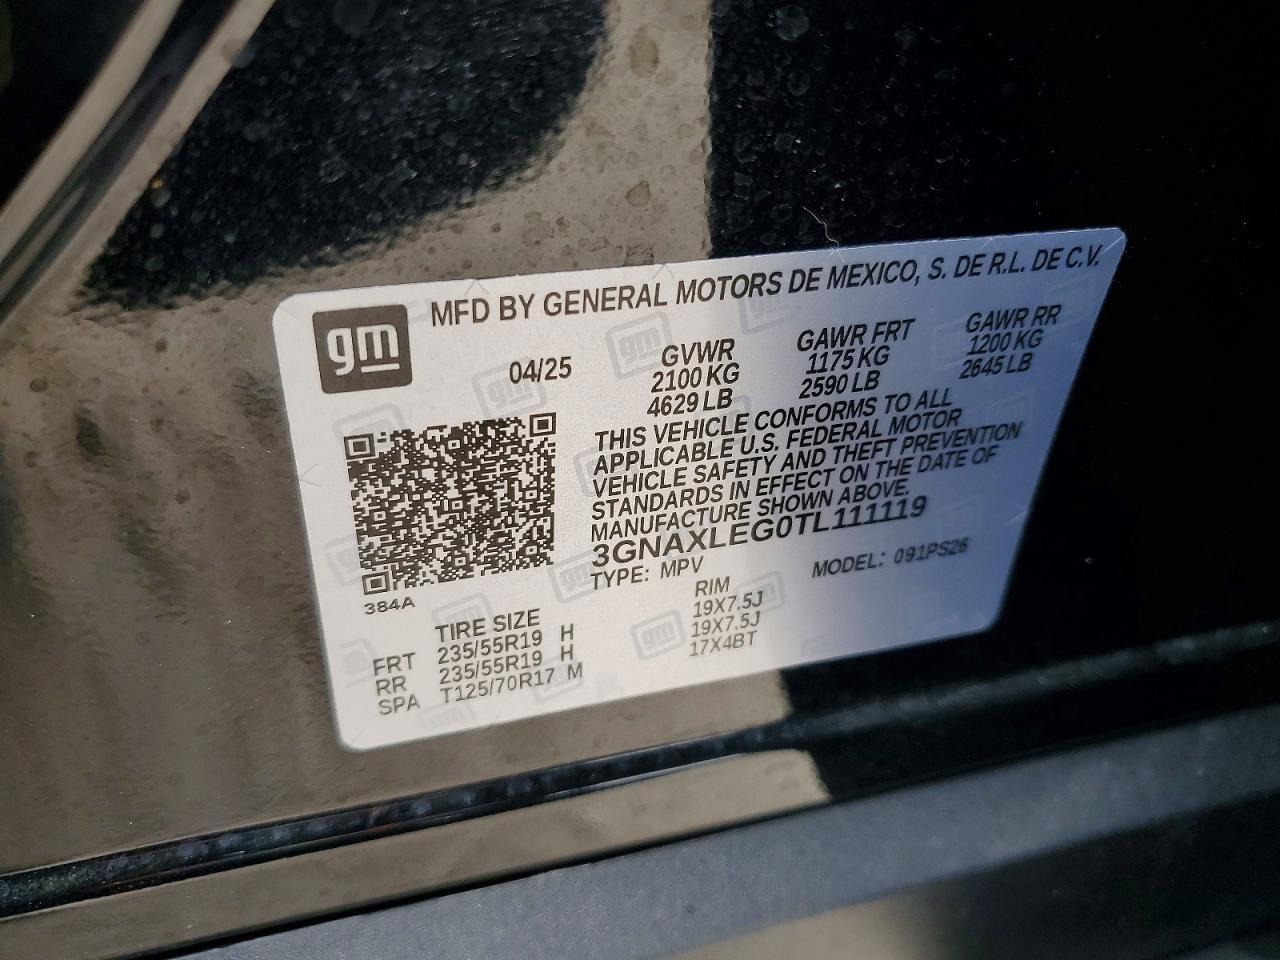 MFD BY GENERAL MOTORS DE MEXICO, S. DE R.L. DE C.V.
gm
04/25
GVWR
2100 KG
4629 LB
GAWR FRT
1175 KG
2590 LB
GAWR RR
1200 KG
2645 LB
THIS VEHICLE CONFORMS TO ALL
APPLICABLE U.S. FEDERAL MOTOR
VEHICLE SAFETY AND THEFT PREVENTION
STANDARDS IN EFFECT ON THE DATE OF
MANUFACTURE SHOWN ABOVE.
3GNAXLEG0TL111119
TYPE: MPV
MODEL: 091PS26
384A
TIRE SIZE
RIM
FRT 235/55R19 H 19X7.5J
RR 235/55R19 H 19X7.5J
SPA T125/70R17 M 17X4BT